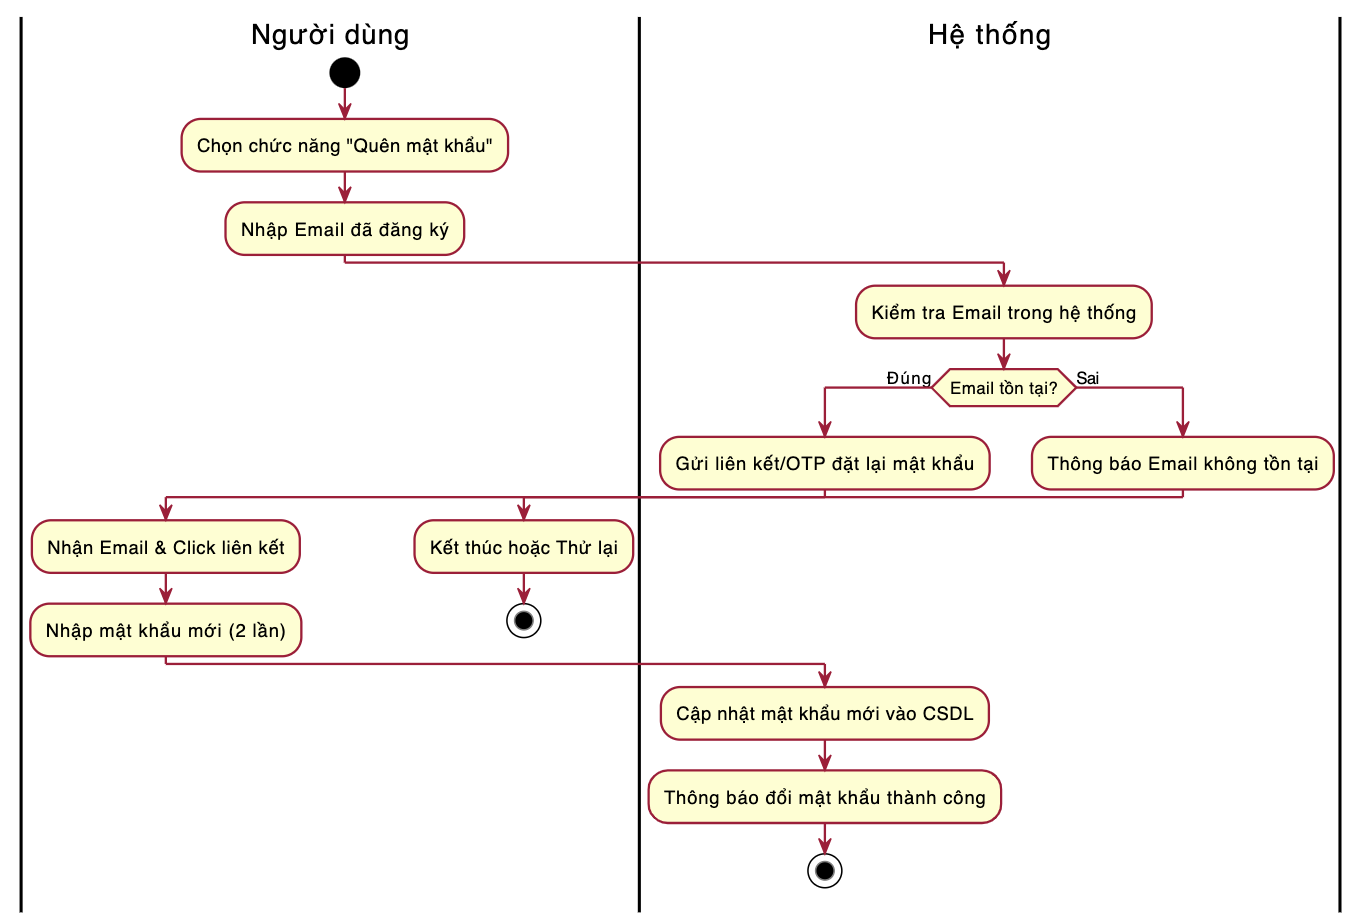 Người dùng
Hệ thống
Chọn chức năng "Quên mật khẩu"
Nhập Email đã đăng ký
Kiểm tra Email trong hệ thống
Đúng
Email tồn tại?
Sai
Gửi liên kết/OTP đặt lại mật khẩu
Thông báo Email không tồn tại
Nhận Email & Click liên kết
Kết thúc hoặc Thử lại
Nhập mật khẩu mới (2 lần)
Cập nhật mật khẩu mới vào CSDL
Thông báo đổi mật khẩu thành công